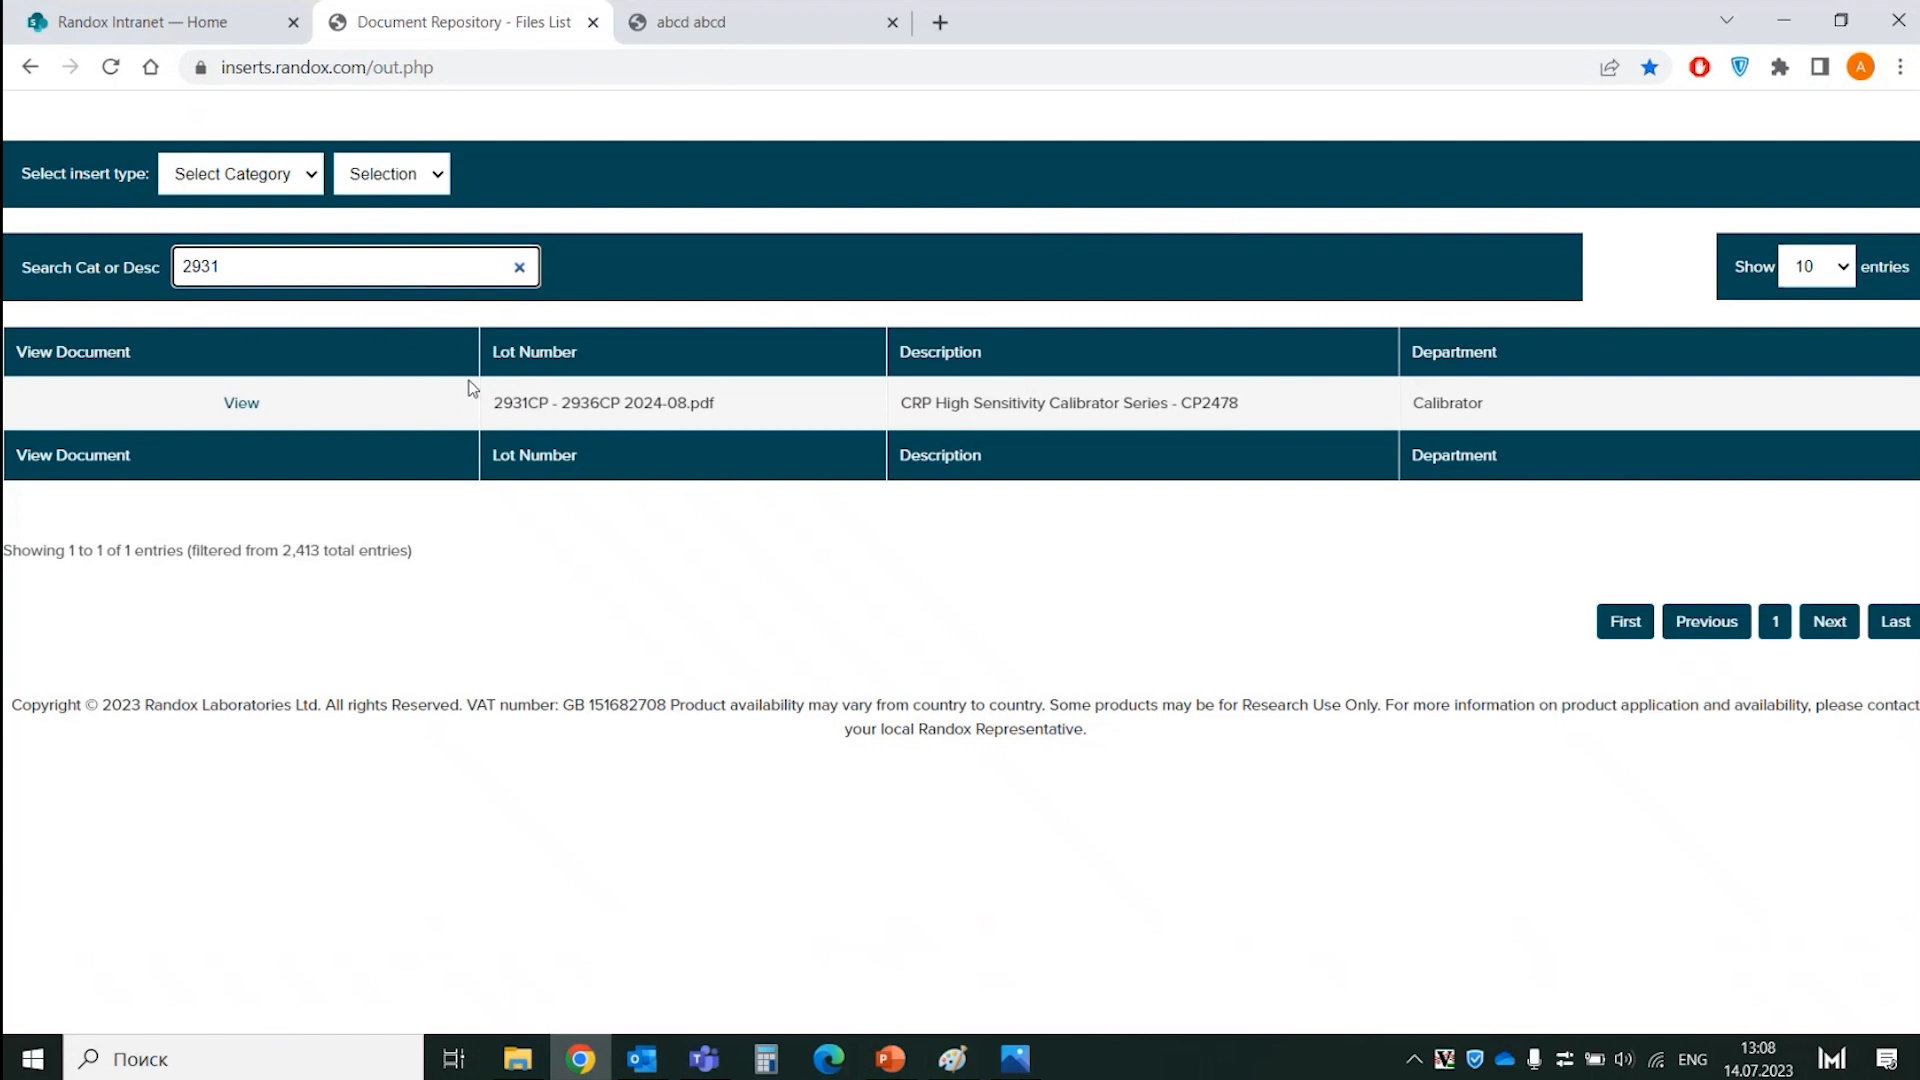 Randox Intranet — Home
Document Repository - Files List
abcd abcd
inserts.randox.com/out.php
A
Select insert type: Select Category Selection
Search Cat or Desc 2931
Show 10 entries
View Document Lot Number Description Department
View 2931CP - 2936CP 2024-08.pdf CRP High Sensitivity Calibrator Series - CP2478 Calibrator
View Document Lot Number Description Department
Showing 1 to 1 of 1 entries (filtered from 2,413 total entries)
First Previous 1 Next Last
Copyright © 2023 Randox Laboratories Ltd. All rights Reserved. VAT number: GB 151682708 Product availability may vary from country to country. Some products may be for Research Use Only. For more information on product application and availability, please contact
your local Randox Representative.
Поиск
ENG
13:08
14.07.2023